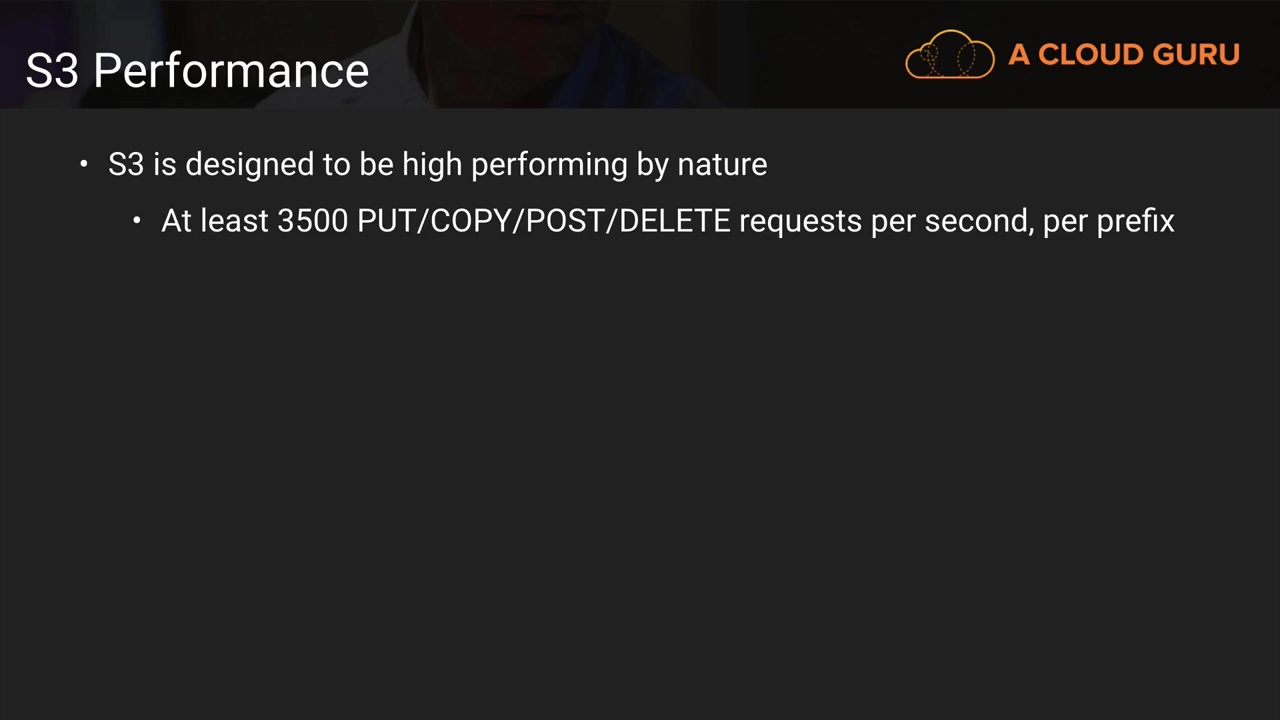 S3 Performance
A CLOUD GURU
• S3 is designed to be high performing by nature
• At least 3500 PUT/COPY/POST/DELETE requests per second, per prefix